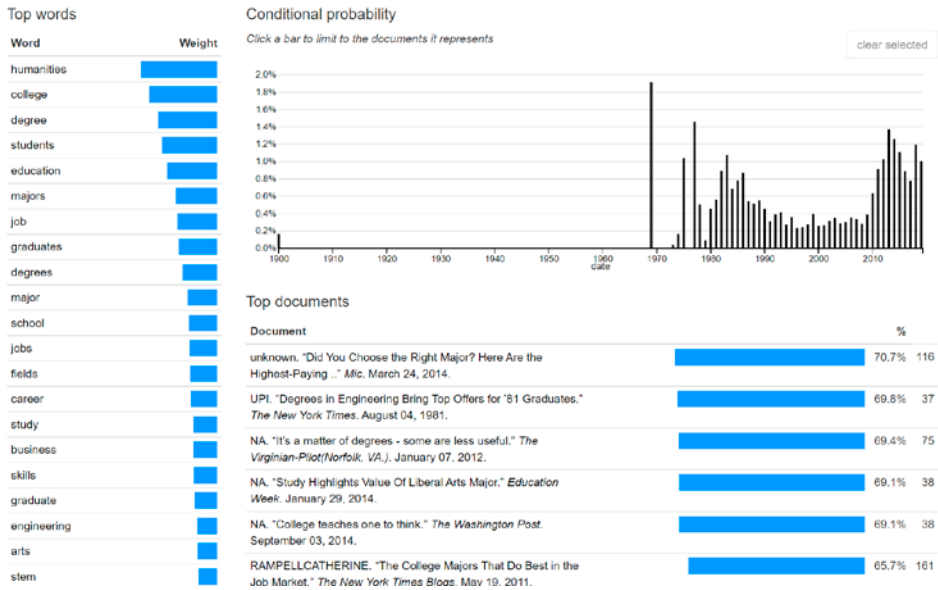 Top words
Word Weight
humanities
college
degree
students
education
majors
job
graduates
degrees
major
school
jobs
fields
career
study
business
skills
graduate
engineering
arts
stem
Conditional probability
Click a bar to limit to the documents it represents
clear selected
2.0%
1.8%
1.6%
1.4%
1.2%
1.0%
0.8%
0.6%
0.4%
0.2%
0.0%
1900 1910 1920 1930 1940 1950 1960 1970 1980 1990 2000 2010
date
Top documents
Document %
unknown. "Did You Choose the Right Major? Here Are the
Highest-Paying .." Mic. March 24, 2014.
70.7% 116
UPI. "Degrees in Engineering Bring Top Offers for '81 Graduates."
The New York Times. August 04, 1981.
69.8% 37
NA. "It's a matter of degrees - some are less useful." The
Virginian-Pilot(Norfolk, VA.). January 07, 2012.
69.4% 75
NA. "Study Highlights Value Of Liberal Arts Major." Education
Week. January 29, 2014.
69.1% 38
NA. "College teaches one to think." The Washington Post.
September 03, 2014.
69.1% 38
RAMPELLCATHERINE. "The College Majors That Do Best in the
Job Market." The New York Times Blogs. May 19, 2011.
65.7% 161